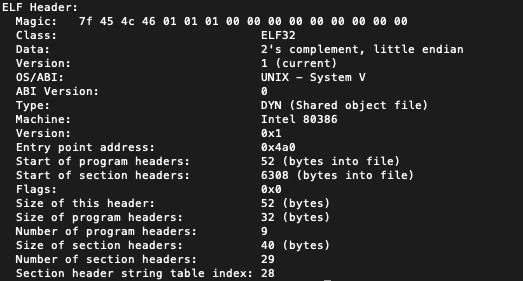 ELF Header:
  Magic:   7f 45 4c 46 01 01 01 00 00 00 00 00 00 00 00 00
  Class:                             ELF32
  Data:                              2's complement, little endian
  Version:                           1 (current)
  OS/ABI:                            UNIX - System V
  ABI Version:                       0
  Type:                              DYN (Shared object file)
  Machine:                           Intel 80386
  Version:                           0x1
  Entry point address:               0x4a0
  Start of program headers:          52 (bytes into file)
  Start of section headers:          6308 (bytes into file)
  Flags:                             0x0
  Size of this header:               52 (bytes)
  Size of program headers:           32 (bytes)
  Number of program headers:         9
  Size of section headers:           40 (bytes)
  Number of section headers:         29
  Section header string table index: 28